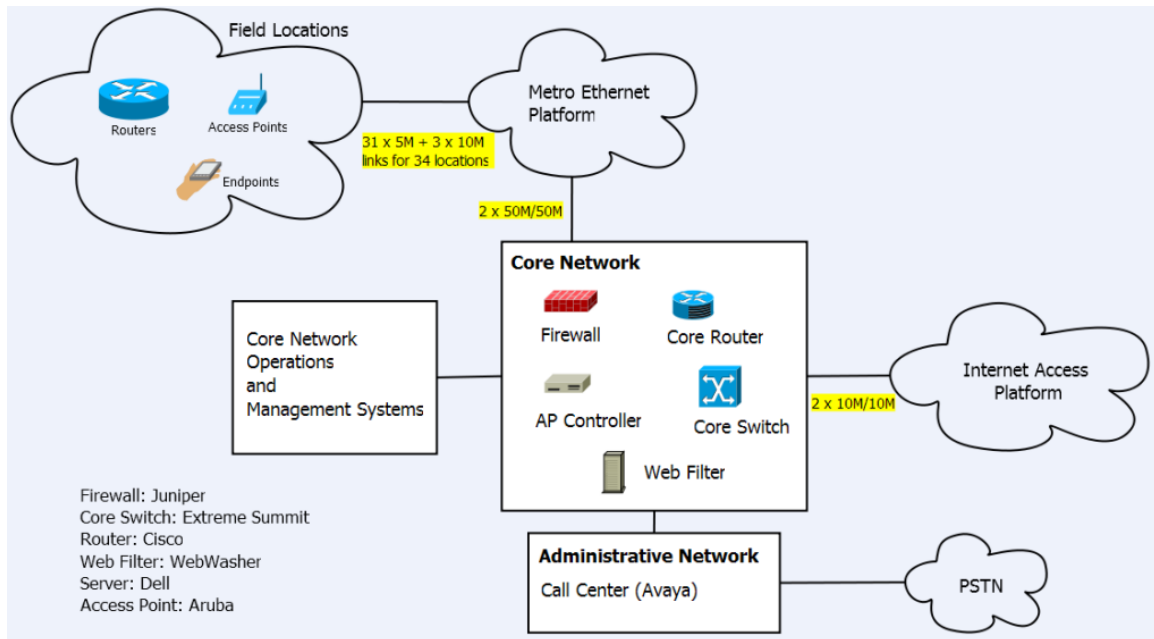 Field Locations
Routers
Access Points
Endpoints
Metro Ethernet
Platform
31 x 5M + 3 x 10M
links for 34 locations
2 x 50M/50M
Core Network
Firewall
Core Router
AP Controller
Core Switch
Web Filter
Core Network
Operations
and
Management Systems
Internet Access
Platform
2 x 10M/10M
Firewall: Juniper
Core Switch: Extreme Summit
Router: Cisco
Web Filter: WebWasher
Server: Dell
Access Point: Aruba
Administrative Network
Call Center (Avaya)
PSTN